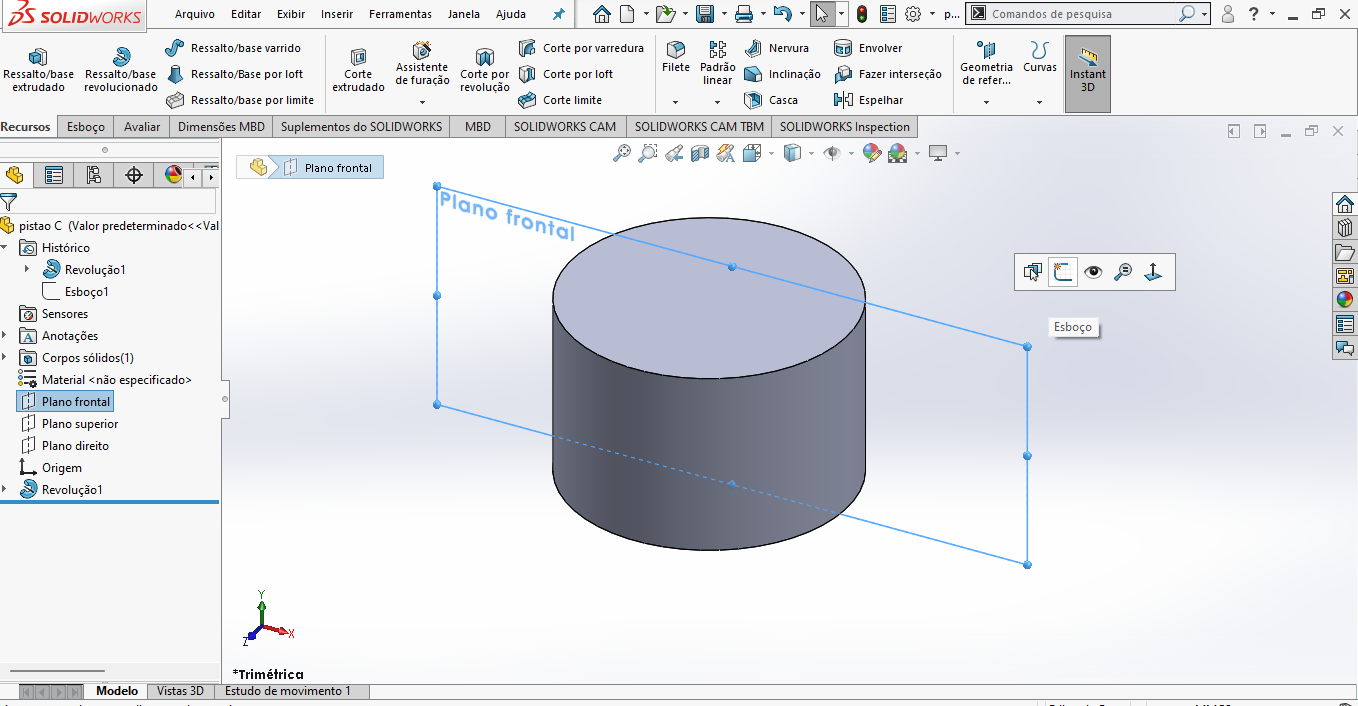 SOLIDWORKS
Arquivo Editar Exibir Inserir Ferramentas Janela Ajuda
p... Comandos de pesquisa
?
Ressalto/base extrudado
Ressalto/base revolucionado
Ressalto/base varrido
Ressalto/Base por loft
Ressalto/base por limite
Corte extrudado
Assistente de furação
Corte por revolução
Corte por varredura
Corte por loft
Corte limite
Filete
Padrão linear
Nervura
Inclinação
Casca
Envolver
Fazer interseção
Espelhar
Geometria de refer...
Curvas
Instant 3D
Recursos Esboço Avaliar Dimensões MBD Suplementos do SOLIDWORKS MBD SOLIDWORKS CAM SOLIDWORKS CAM TBM SOLIDWORKS Inspection
Plano frontal
pistao C (Valor predeterminado<<Val
Histórico
Revolução1
Esboço1
Sensores
Anotações
Corpos sólidos(1)
Material <não especificado>
Plano frontal
Plano superior
Plano direito
Origem
Revolução1
Plano frontal
Esboço
Y
X
Z
*Trimétrica
Modelo Vistas 3D Estudo de movimento 1